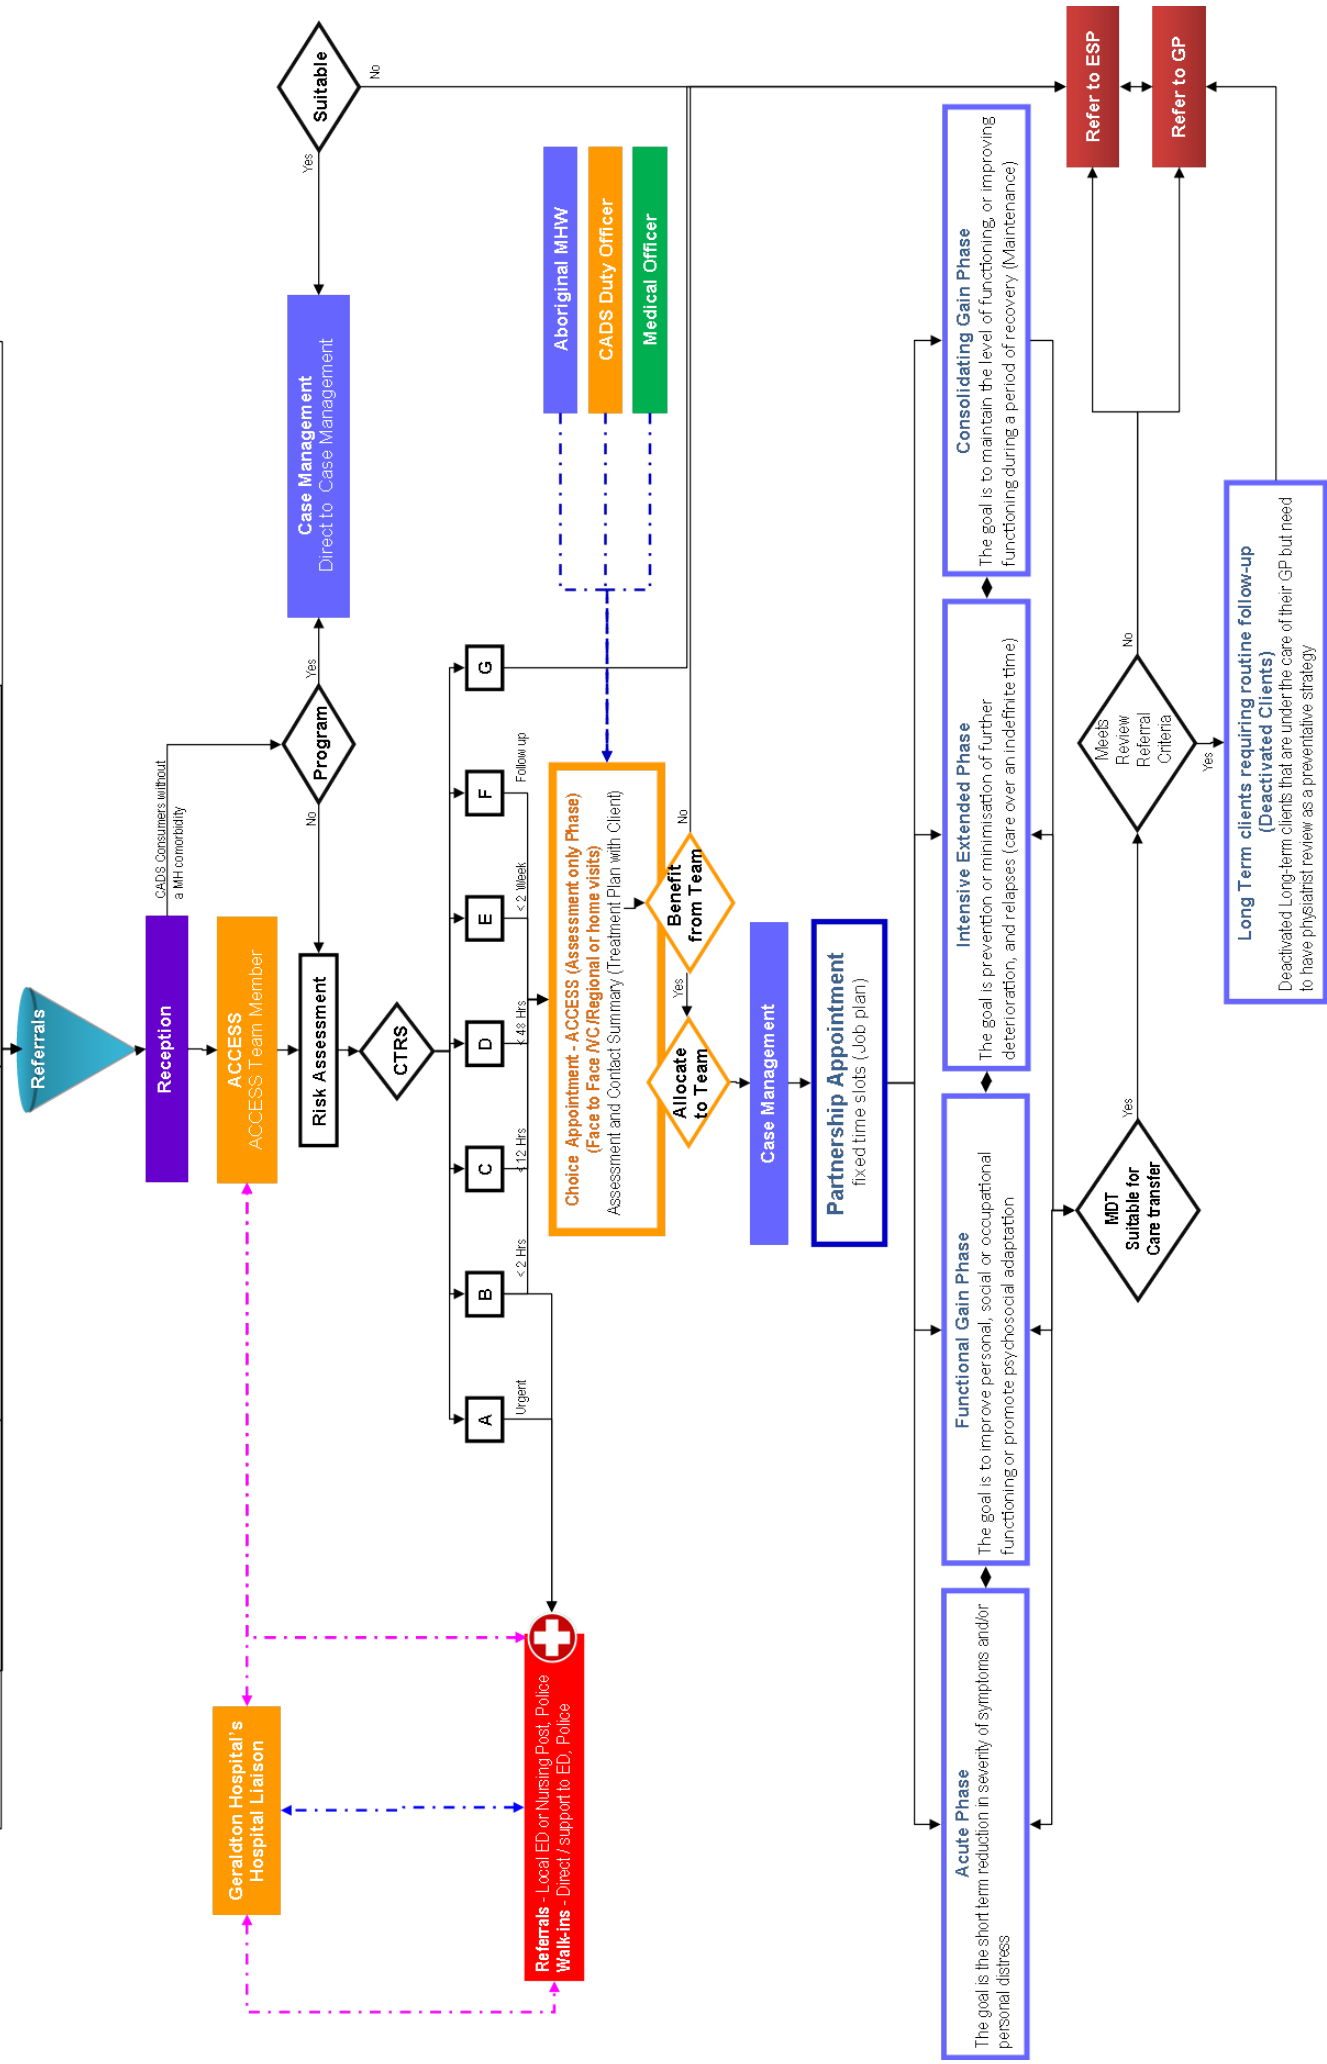 Referrals
Reception
CADS Consumers without
a MH comorbidity
Geraldton Hospital's
Hospital Liaison
ACCESS
ACCESS Team Member
Risk Assessment
No
Program
Yes
Case Management
Direct to Case Management
Yes
Suitable
No
CTRS
A
B
C
D
E
F
G
Urgent
< 2 Hrs
< 12 Hrs
< 48 Hrs
< 2 Week
Follow up
Referrals - Local ED or Nursing Post, Police
Walk-ins - Direct / support to ED, Police
Choice Appointment - ACCESS (Assessment only Phase)
(Face to Face /VC /Regional or home visits)
Assessment and Contact Summary (Treatment Plan with Client)
Aboriginal MHW
CADS Duty Officer
Medical Officer
Allocate
to Team
Yes
Benefit
from Team
No
Case Management
Partnership Appointment
fixed time slots (Job plan)
Acute Phase
The goal is the short term reduction in severity of symptoms and/or
personal distress
Functional Gain Phase
The goal is to improve personal, social or occupational
functioning or promote psychosocial adaptation
Intensive Extended Phase
The goal is prevention or minimisation of further
deterioration, and relapses (care over an indefinite time)
Consolidating Gain Phase
The goal is to maintain the level of functioning, or improving
functioning during a period of recovery (Maintenance)
MDT
Suitable for
Care transfer
Yes
Meets
Review
Referral
Criteria
No
Yes
Refer to ESP
Refer to GP
Long Term clients requiring routine follow-up
(Deactivated Clients)
Deactivated Long-term clients that are under the care of their GP but need
to have physiatrist review as a preventative strategy